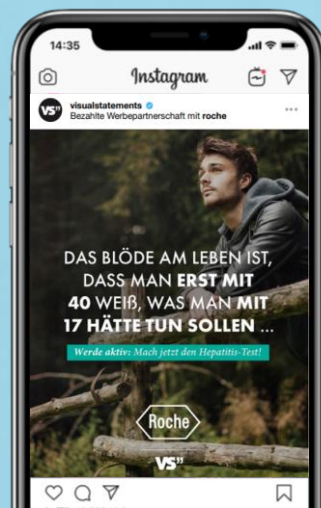 14:35
Instagram
VS”
visualstatements
Bezahlte Werbepartnerschaft mit roche
DAS BLÖDE AM LEBEN IST,
DASS MAN ERST MIT
40 WEIß, WAS MAN MIT
17 HÄTTE TUN SOLLEN ...
Werde aktiv: Mach jetzt den Hepatitis-Test!
Roche
VS”